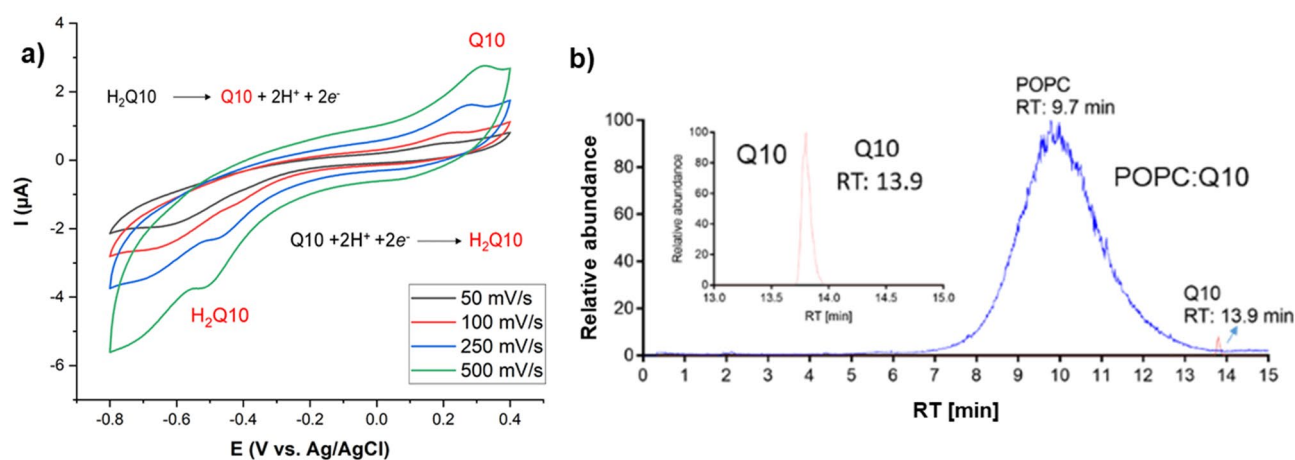 a)
Q10
H₂Q10 ⟶ Q10 + 2H⁺ + 2e⁻
Q10 +2H⁺ +2e⁻ ⟶ H₂Q10
H₂Q10
50 mV/s
100 mV/s
250 mV/s
500 mV/s
I (µA)
4
2
0
-2
-4
-6
-0.8
-0.6
-0.4
-0.2
0.0
0.2
0.4
E (V vs. Ag/AgCl)
b)
POPC
RT: 9.7 min
POPC:Q10
Q10
RT: 13.9 min
Relative abundance
100
80
60
40
20
0
0 1 2 3 4 5 6 7 8 9 10 11 12 13 14 15
RT [min]
Q10
Q10
RT: 13.9
Relative abundance
100
80
60
40
20
0
13.0 13.5 14.0 14.5 15.0
RT [min]